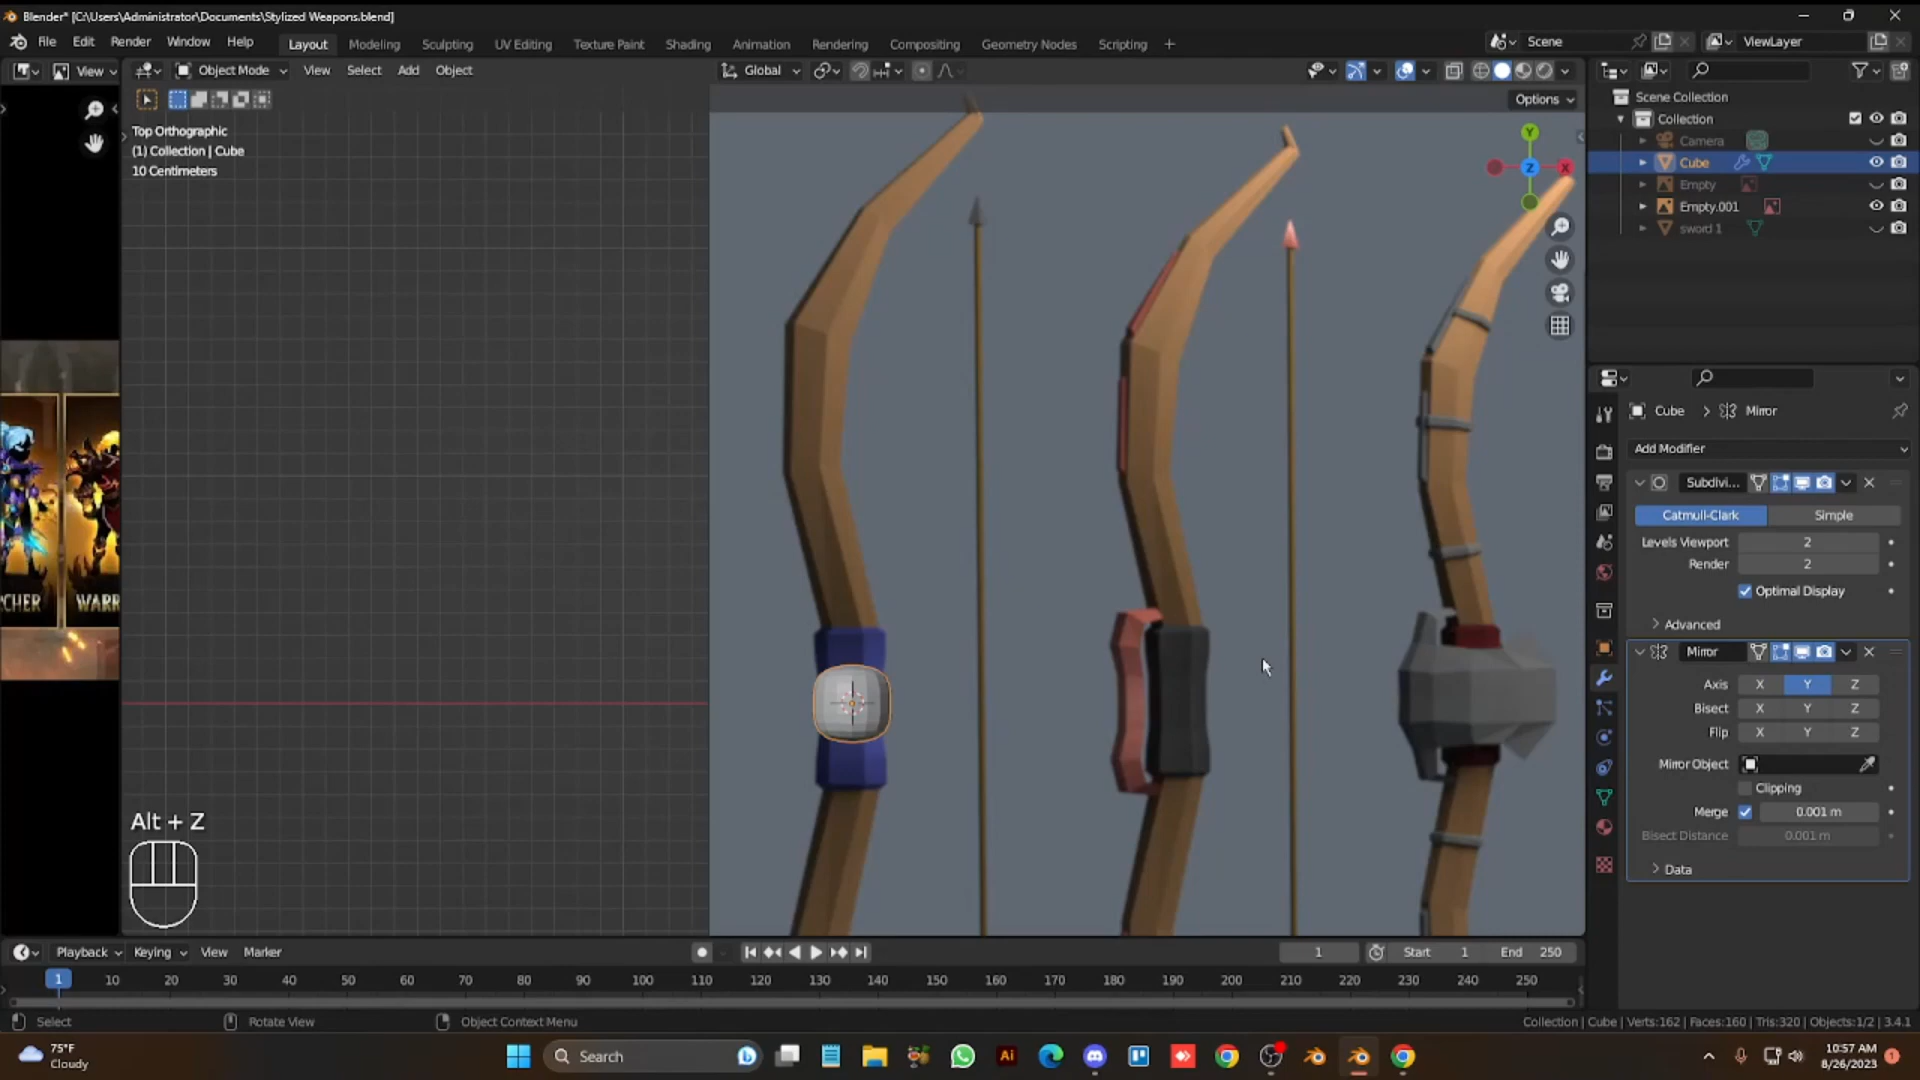 Blender* [C:\Users\Administrator\Documents\Stylized Weapons.blend]
File Edit Render Window Help Layout Modeling Sculpting UV Editing Texture Paint Shading Animation Rendering Compositing Geometry Nodes Scripting + Scene ViewLayer
View Object Mode View Select Add Object Global
Options
Top Orthographic
(1) Collection | Cube
10 Centimeters
Y
Z
X
CHER WARR
Alt + Z
Scene Collection
Collection
Camera
Cube
Empty
Empty.001
sword 1
Cube > Mirror
Add Modifier
Subdivi...
Catmull-Clark Simple
Levels Viewport 2
Render 2
Optimal Display
Advanced
Mirror
Axis X Y Z
Bisect X Y Z
Flip X Y Z
Mirror Object
Clipping
Merge 0.001 m
Bisect Distance 0.001 m
Data
Playback Keying View Marker 1 Start 1 End 250
1 10 20 30 40 50 60 70 80 90 100 110 120 130 140 150 160 170 180 190 200 210 220 230 240 250
Select Rotate View Object Context Menu Collection | Cube | Verts:162 | Faces:160 | Tris:320 | Objects:1/2 | 3.4.1
75°F
Cloudy
Search
Ai
10:57 AM
8/26/2023
1